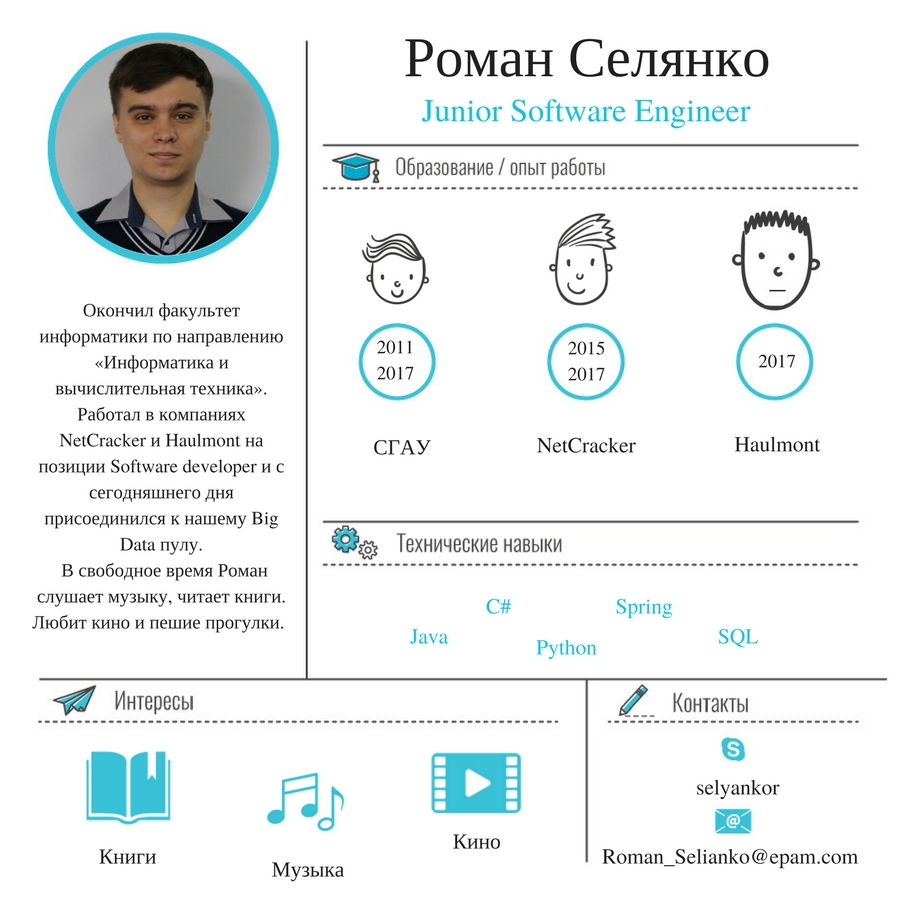 Роман Селянко
Junior Software Engineer
Окончил факультет
информатики по направлению
«Информатика и
вычислительная техника».
Работал в компаниях
NetCracker и Haulmont на
позиции Software developer и с
сегодняшнего дня
присоединился к нашему Big
Data пулу.
В свободное время Роман
слушает музыку, читает книги.
Любит кино и пешие прогулки.
Образование / опыт работы
2011
2017
СГАУ
2015
2017
NetCracker
2017
Haulmont
Технические навыки
C#
Spring
Java
Python
SQL
Интересы
Книги
Музыка
Кино
Контакты
S
selyankor
@
Roman_Selianko@epam.com